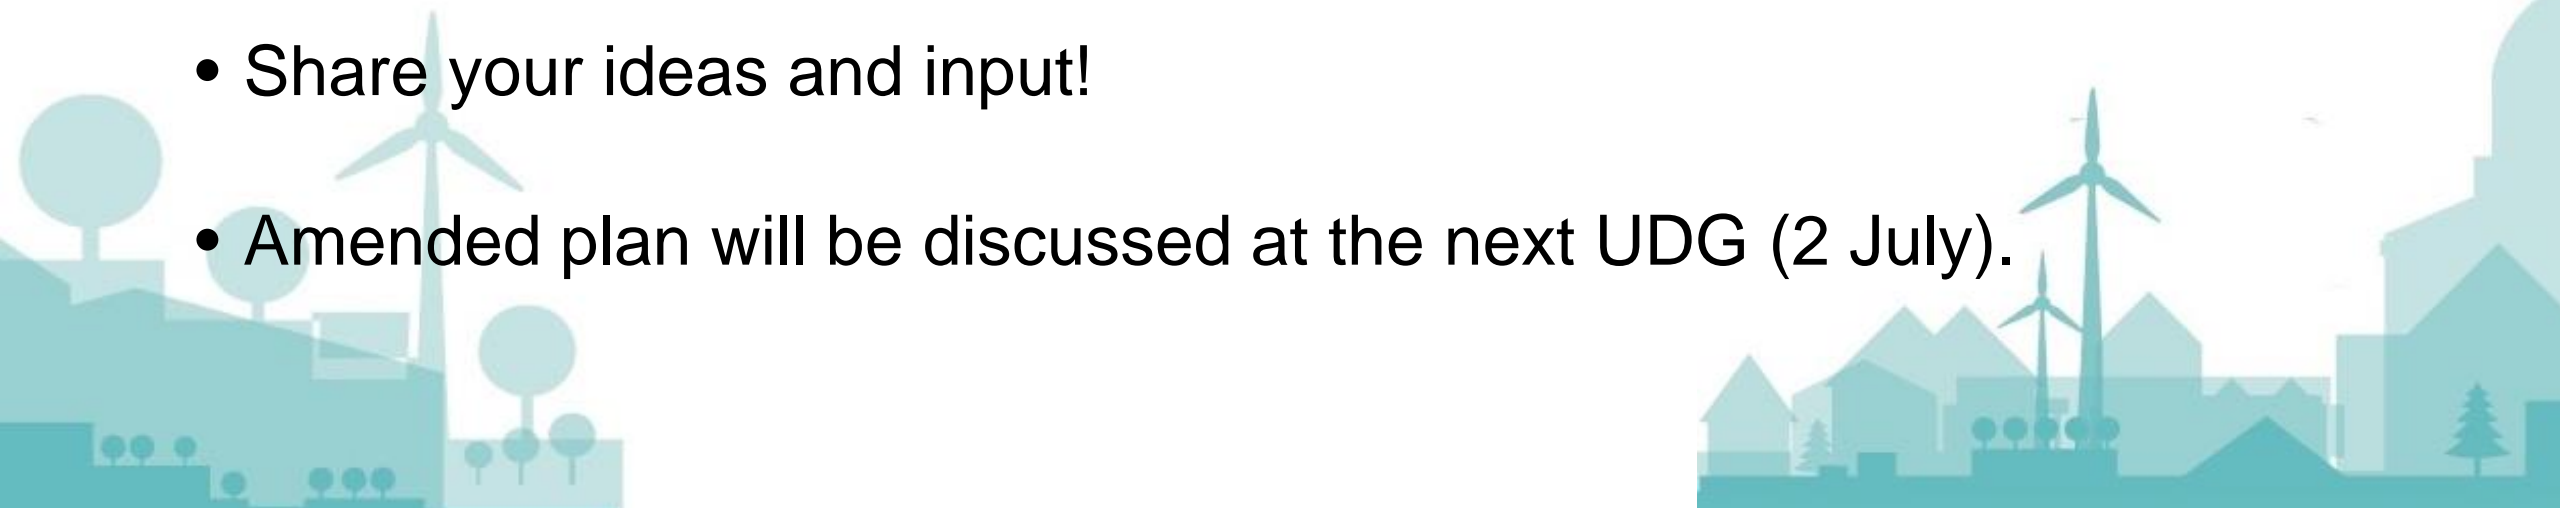 • Share your ideas and input!
• Amended plan will be discussed at the next UDG (2 July).